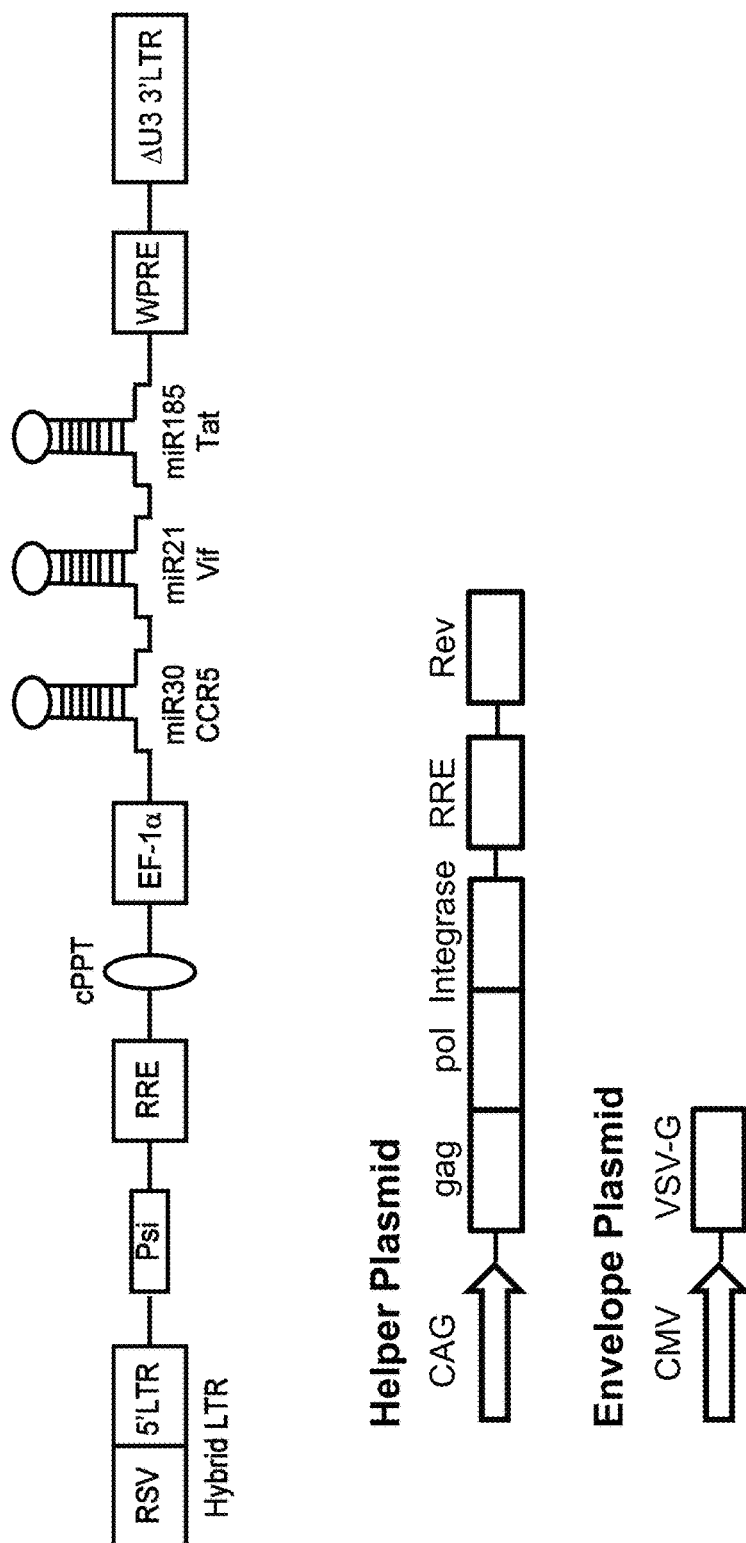 RSV 5'LTR Psi RRE cPPT EF-1α WPRE ΔU3 3'LTR
Hybrid LTR
miR30 miR21 miR185
CCR5 Vif Tat
Helper Plasmid
CAG gag pol Integrase RRE Rev
Envelope Plasmid
CMV VSV-G